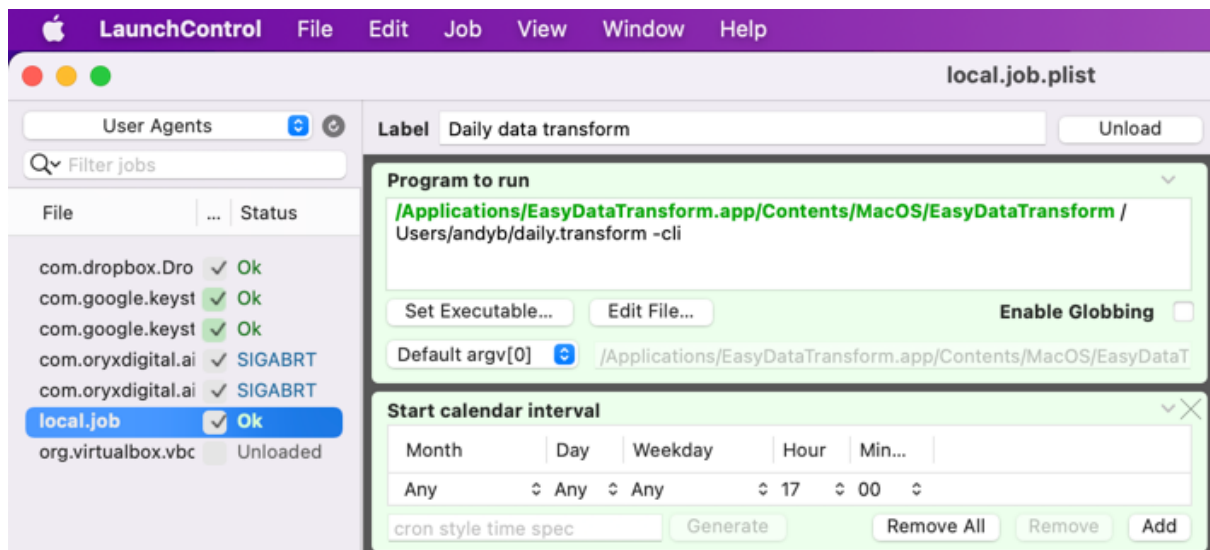 LaunchControl File Edit Job View Window Help
local.job.plist
User Agents
Filter jobs
File ... Status
com.dropbox.Dro Ok
com.google.keyst Ok
com.google.keyst Ok
com.oryxdigital.ai SIGABRT
com.oryxdigital.ai SIGABRT
local.job Ok
org.virtualbox.vbc Unloaded
Label Daily data transform Unload
Program to run
/Applications/EasyDataTransform.app/Contents/MacOS/EasyDataTransform /
Users/andyb/daily.transform -cli
Set Executable... Edit File... Enable Globbing
Default argv[0] /Applications/EasyDataTransform.app/Contents/MacOS/EasyDataT
Start calendar interval
Month Day Weekday Hour Min...
Any Any Any 17 00
cron style time spec Generate Remove All Remove Add